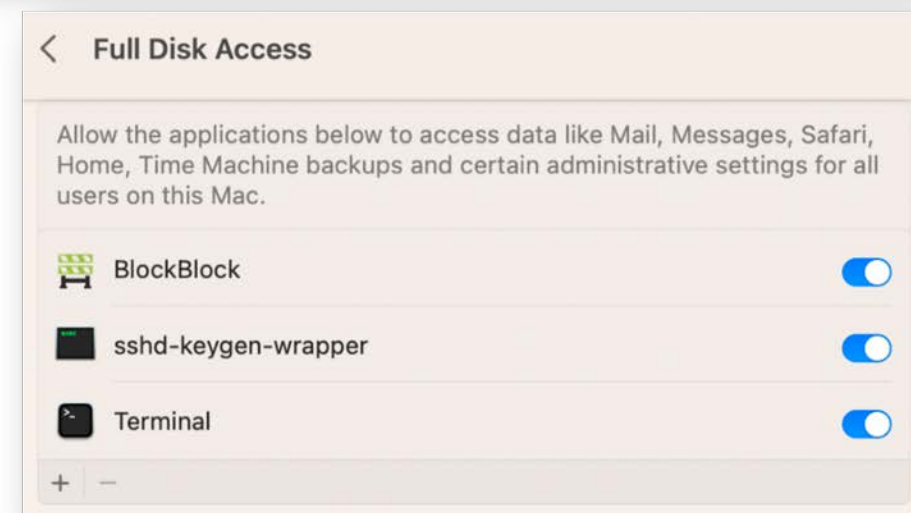 Full Disk Access
Allow the applications below to access data like Mail, Messages, Safari,
Home, Time Machine backups and certain administrative settings for all
users on this Mac.
BlockBlock
sshd-keygen-wrapper
Terminal